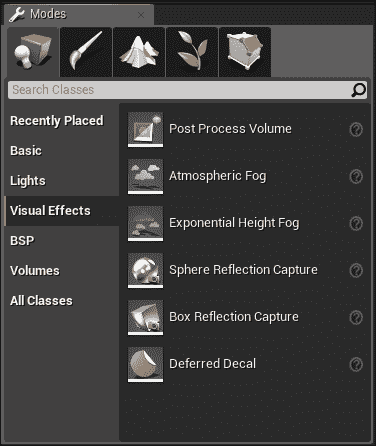 Modes
Search Classes
Recently Placed
Basic
Lights
Visual Effects
BSP
Volumes
All Classes
Post Process Volume
Atmospheric Fog
Exponential Height Fog
Sphere Reflection Capture
Box Reflection Capture
Deferred Decal